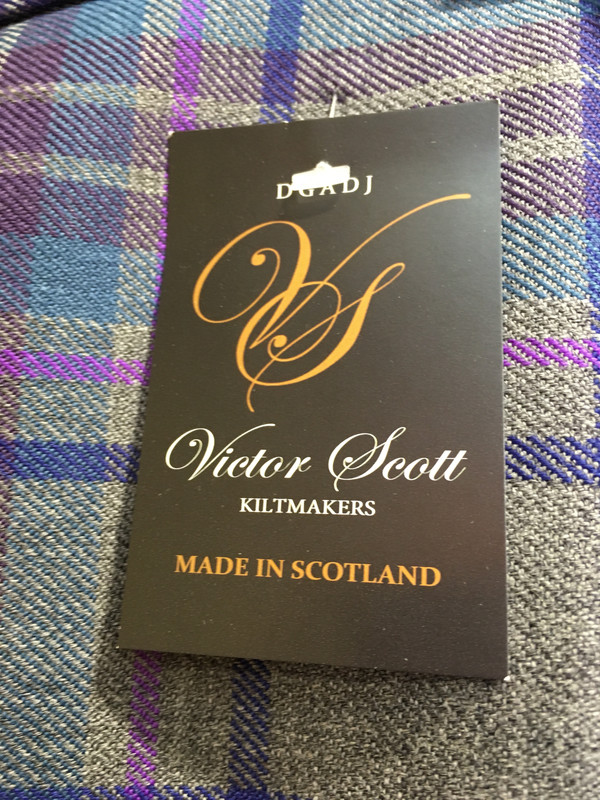 DGADJ
VS
Victor Scott
KILTMAKERS
MADE IN SCOTLAND